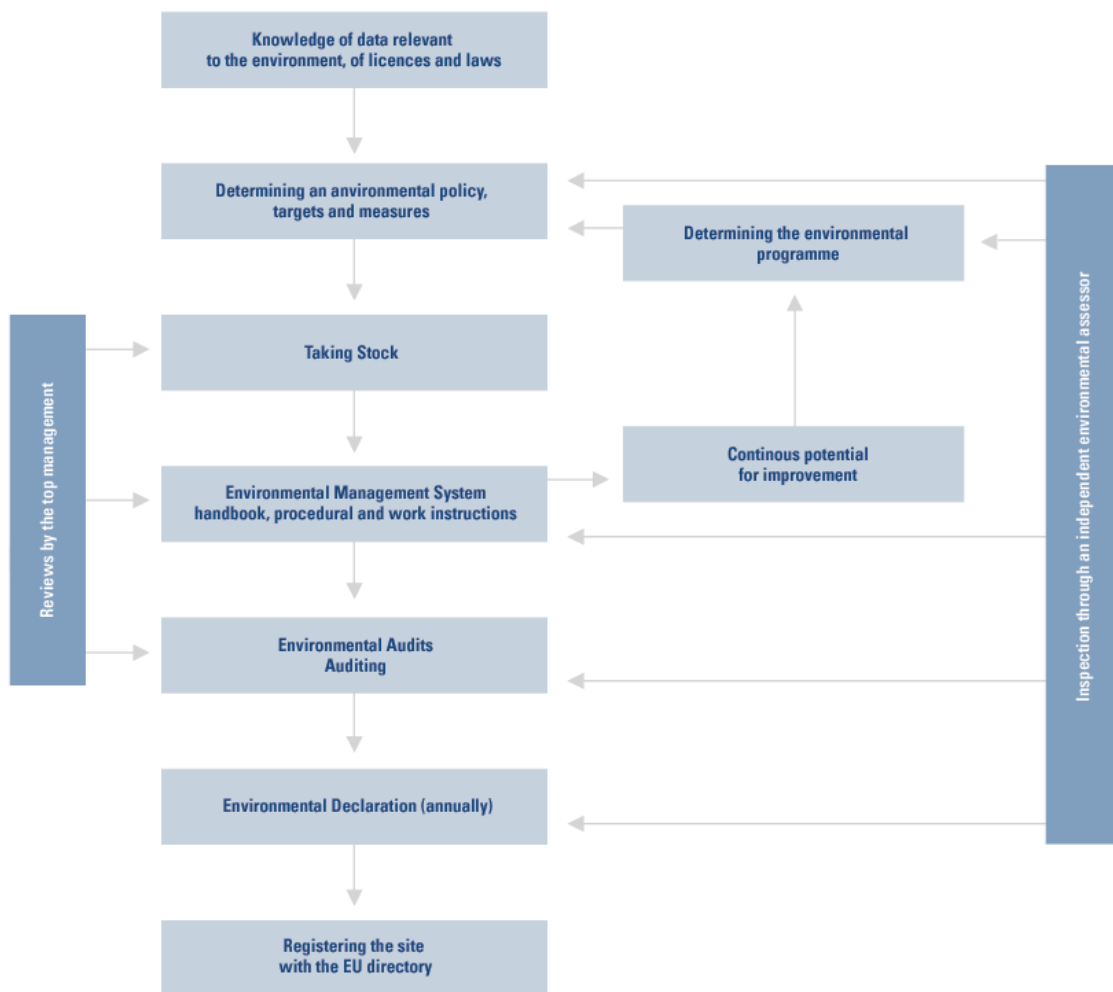 Knowledge of data relevant
to the environment, of licences and laws
Determining an anvironmental policy,
targets and measures
Determining the environmental
programme
Taking Stock
Continous potential
for improvement
Environmental Management System
handbook, procedural and work instructions
Environmental Audits
Auditing
Environmental Declaration (annually)
Registering the site
with the EU directory
Reviews by the top management
Inspection through an independent environmental assessor